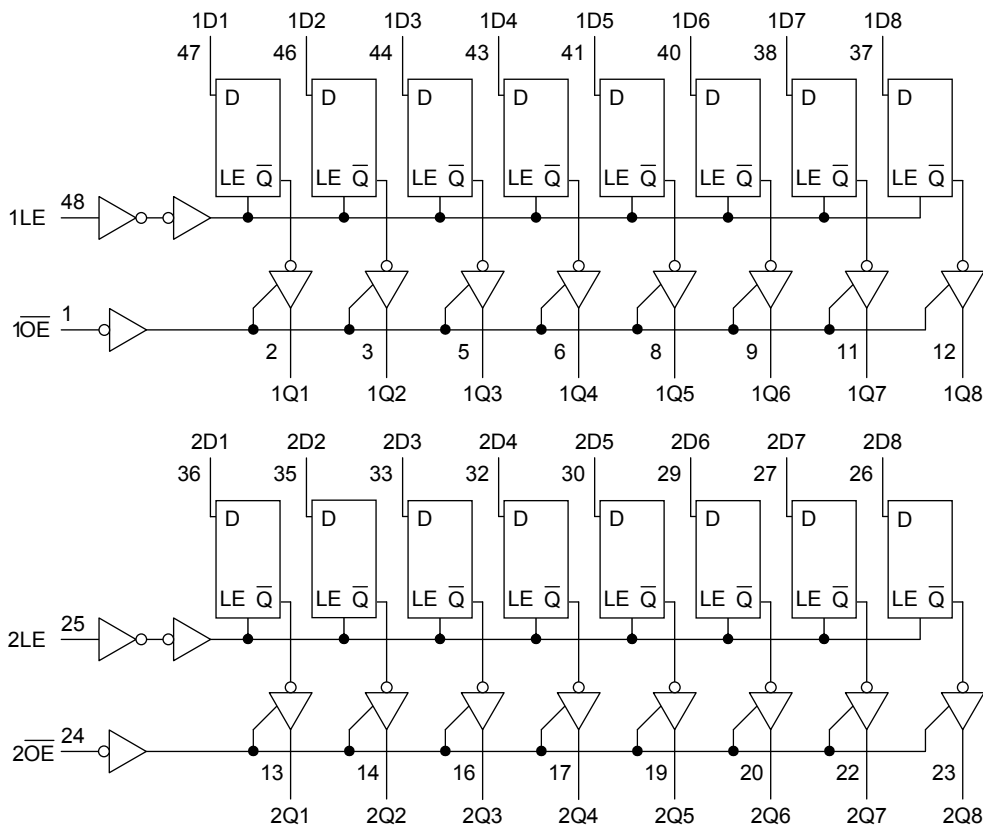 1D1 1D2 1D3 1D4 1D5 1D6 1D7 1D8
47 46 44 43 41 40 38 37
D D D D D D D D
LE Q̅ LE Q̅ LE Q̅ LE Q̅ LE Q̅ LE Q̅ LE Q̅ LE Q̅
1LE 48
1O̅E̅ 1
2 3 5 6 8 9 11 12
1Q1 1Q2 1Q3 1Q4 1Q5 1Q6 1Q7 1Q8
2D1 2D2 2D3 2D4 2D5 2D6 2D7 2D8
36 35 33 32 30 29 27 26
D D D D D D D D
LE Q̅ LE Q̅ LE Q̅ LE Q̅ LE Q̅ LE Q̅ LE Q̅ LE Q̅
2LE 25
2O̅E̅ 24
13 14 16 17 19 20 22 23
2Q1 2Q2 2Q3 2Q4 2Q5 2Q6 2Q7 2Q8